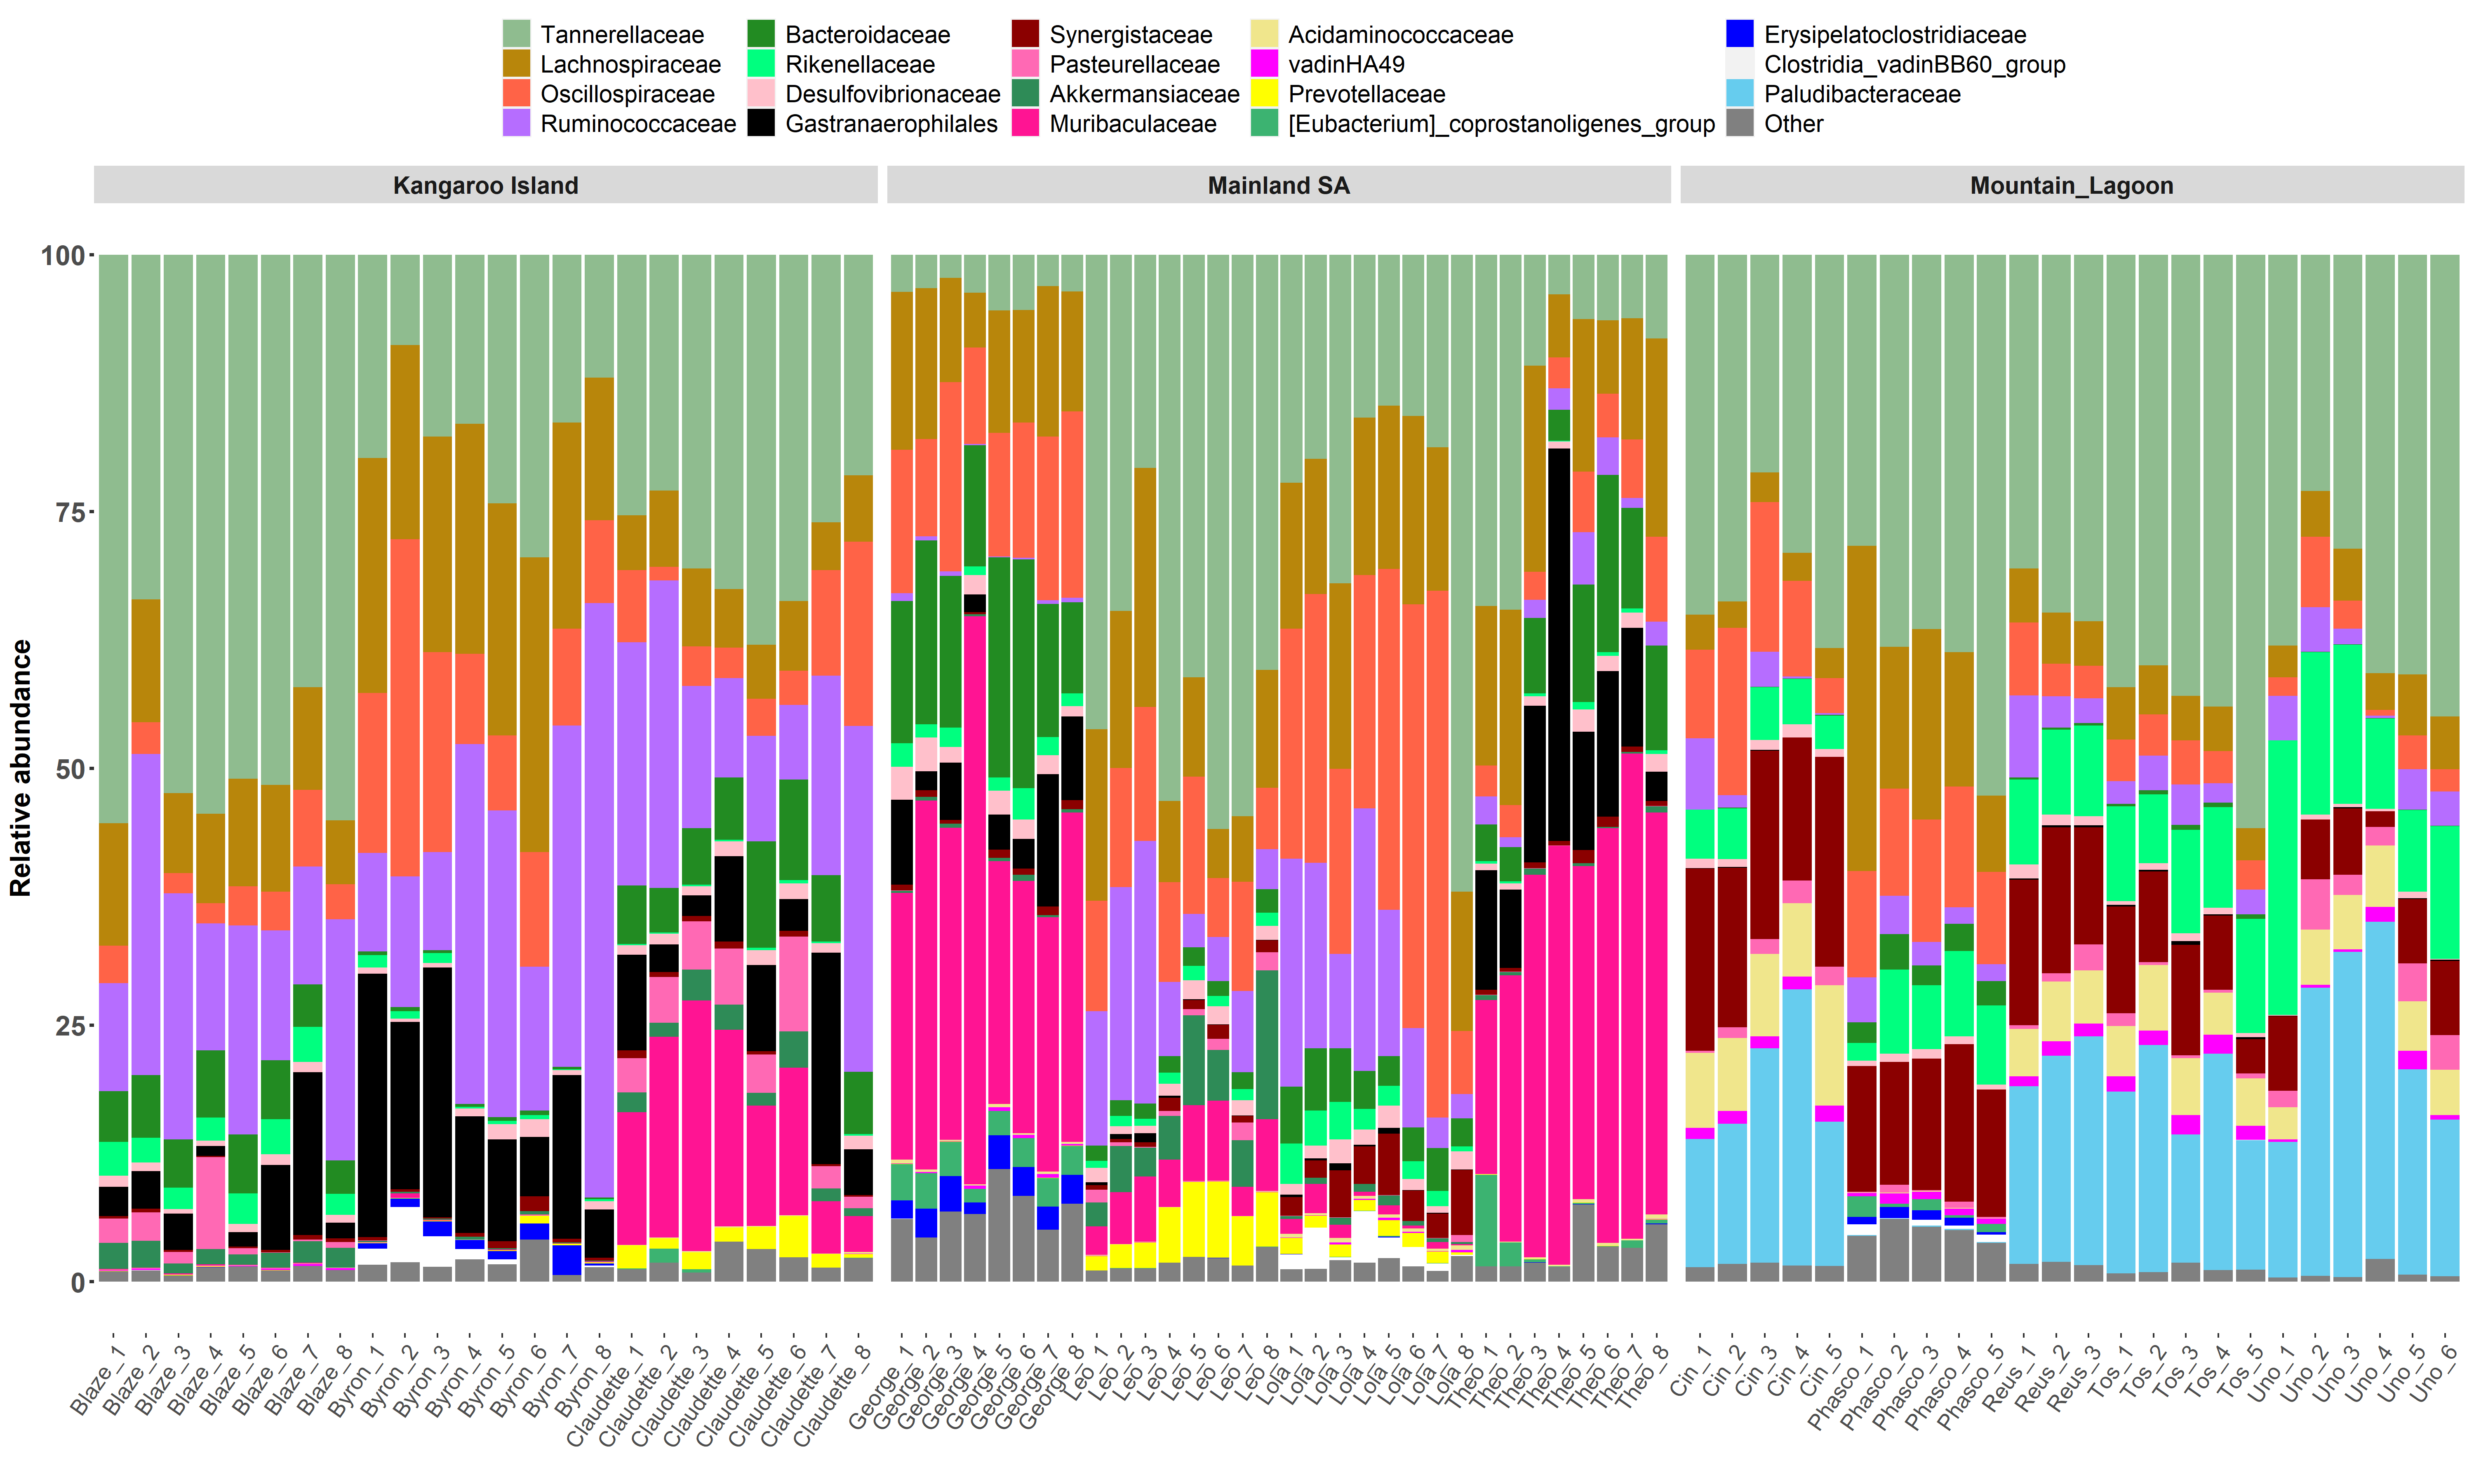 Tannerellaceae Bacteroidaceae Synergistaceae Acidaminococcaceae Erysipelatoclostridiaceae
Lachnospiraceae Rikenellaceae Pasteurellaceae vadinHA49 Clostridia_vadinBB60_group
Oscillospiraceae Desulfovibrionaceae Akkermansiaceae Prevotellaceae Paludibacteraceae
Ruminococcaceae Gastranaerophilales Muribaculaceae [Eubacterium]_coprostanoligenes_group Other
Kangaroo Island Mainland SA Mountain_Lagoon
100
75
50
25
0
Relative abundance
Blaze_1
Blaze_2
Blaze_3
Blaze_4
Blaze_5
Blaze_6
Blaze_7
Blaze_8
Byron_1
Byron_2
Byron_3
Byron_4
Byron_5
Byron_6
Byron_7
Byron_8
Claudette_1
Claudette_2
Claudette_3
Claudette_4
Claudette_5
Claudette_6
Claudette_7
Claudette_8
George_1
George_2
George_3
George_4
George_5
George_6
George_7
George_8
Leo_1
Leo_2
Leo_3
Leo_4
Leo_5
Leo_6
Leo_7
Leo_8
Lola_1
Lola_2
Lola_3
Lola_4
Lola_5
Lola_6
Lola_7
Lola_8
Theo_1
Theo_2
Theo_3
Theo_4
Theo_5
Theo_6
Theo_7
Theo_8
Cin_1
Cin_2
Cin_3
Cin_4
Cin_5
Phasco_1
Phasco_2
Phasco_3
Phasco_4
Phasco_5
Reus_1
Reus_2
Reus_3
Tos_1
Tos_2
Tos_3
Tos_4
Tos_5
Uno_1
Uno_2
Uno_3
Uno_4
Uno_5
Uno_6